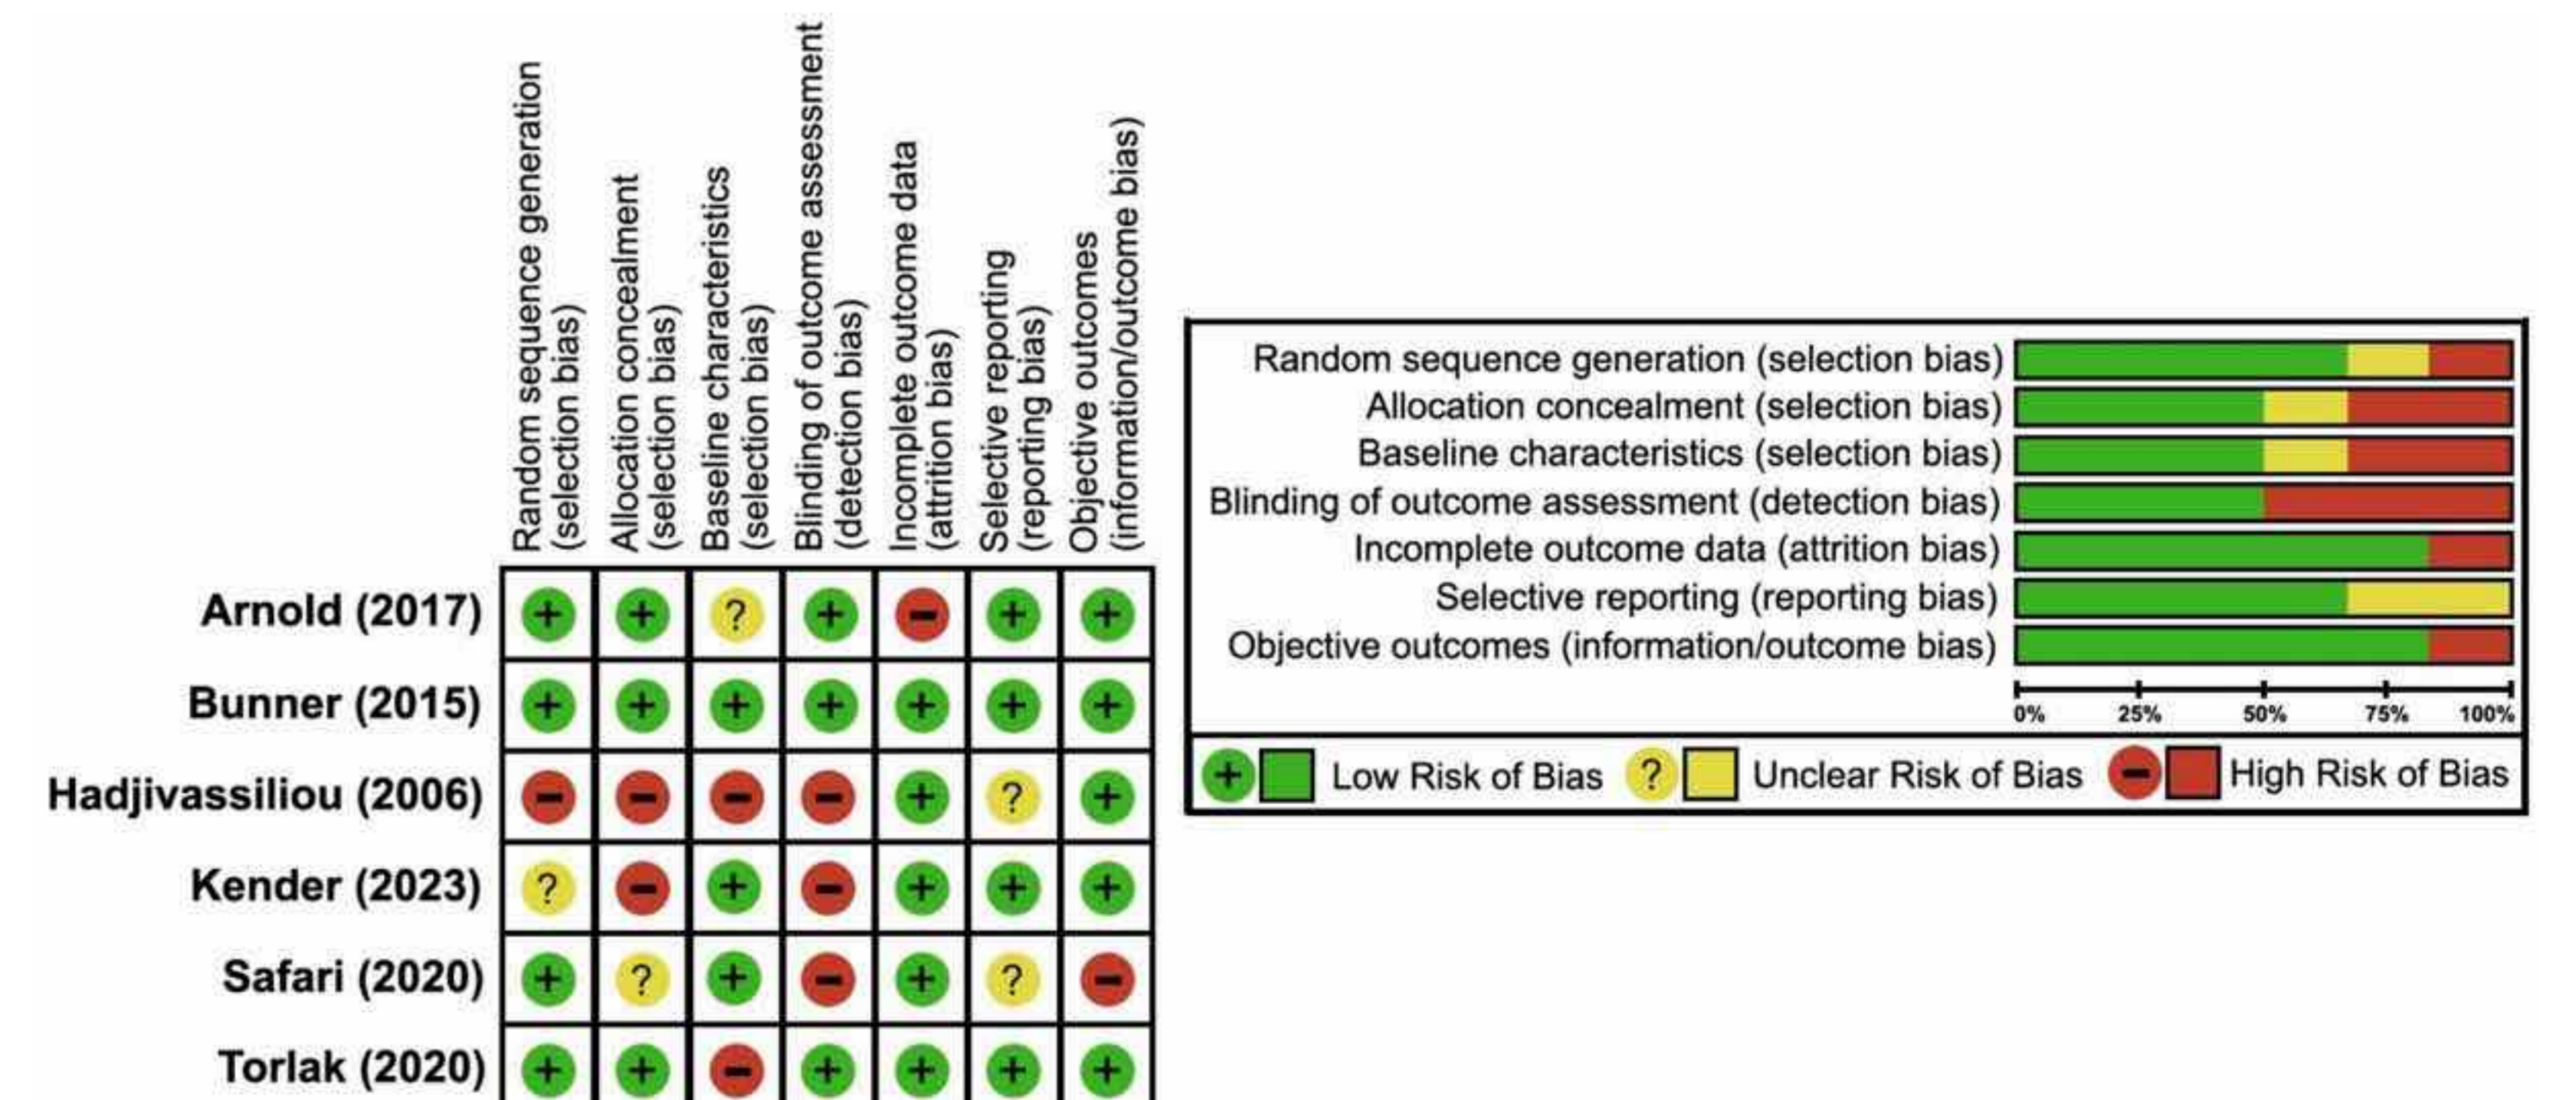 Random sequence generation
(selection bias)
Allocation concealment
(selection bias)
Baseline characteristics
(selection bias)
Blinding of outcome assessment
(detection bias)
Incomplete outcome data
(attrition bias)
Selective reporting
(reporting bias)
Objective outcomes
(information/outcome bias)
Arnold (2017) + + ? + - + +
Bunner (2015) + + + + + + +
Hadjivassiliou (2006) - - - - + ? +
Kender (2023) ? - + - + + +
Safari (2020) + ? + - + ? -
Torlak (2020) + + - + + + +
Random sequence generation (selection bias)
Allocation concealment (selection bias)
Baseline characteristics (selection bias)
Blinding of outcome assessment (detection bias)
Incomplete outcome data (attrition bias)
Selective reporting (reporting bias)
Objective outcomes (information/outcome bias)
0% 25% 50% 75% 100%
+ Low Risk of Bias ? Unclear Risk of Bias - High Risk of Bias